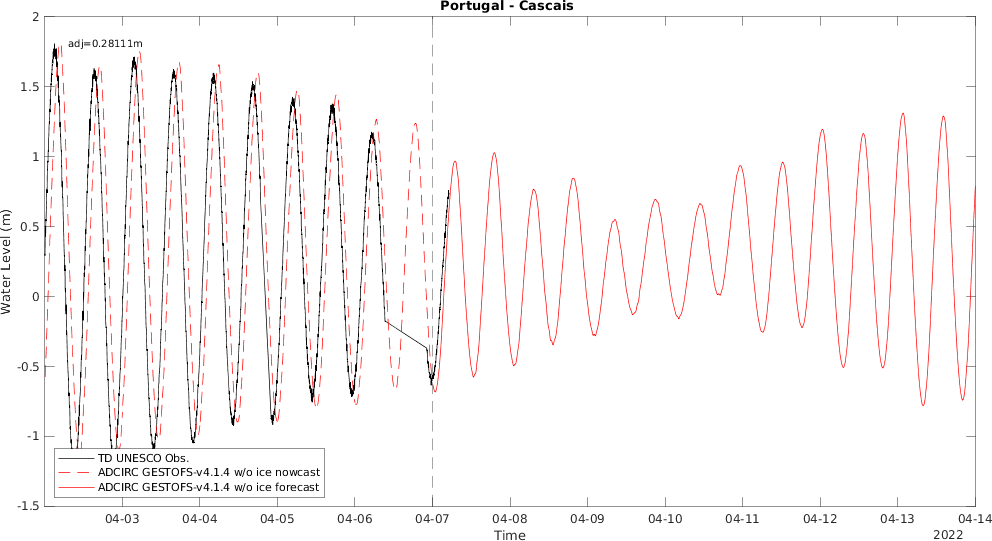 Portugal - Cascais
2
adj=0.28111m
1.5
1
0.5
0
-0.5
-1
-1.5
Water Level (m)
TD UNESCO Obs.
ADCIRC GESTOFS-v4.1.4 w/o ice nowcast
ADCIRC GESTOFS-v4.1.4 w/o ice forecast
04-03 04-04 04-05 04-06 04-07 04-08 04-09 04-10 04-11 04-12 04-13 04-14
Time
2022